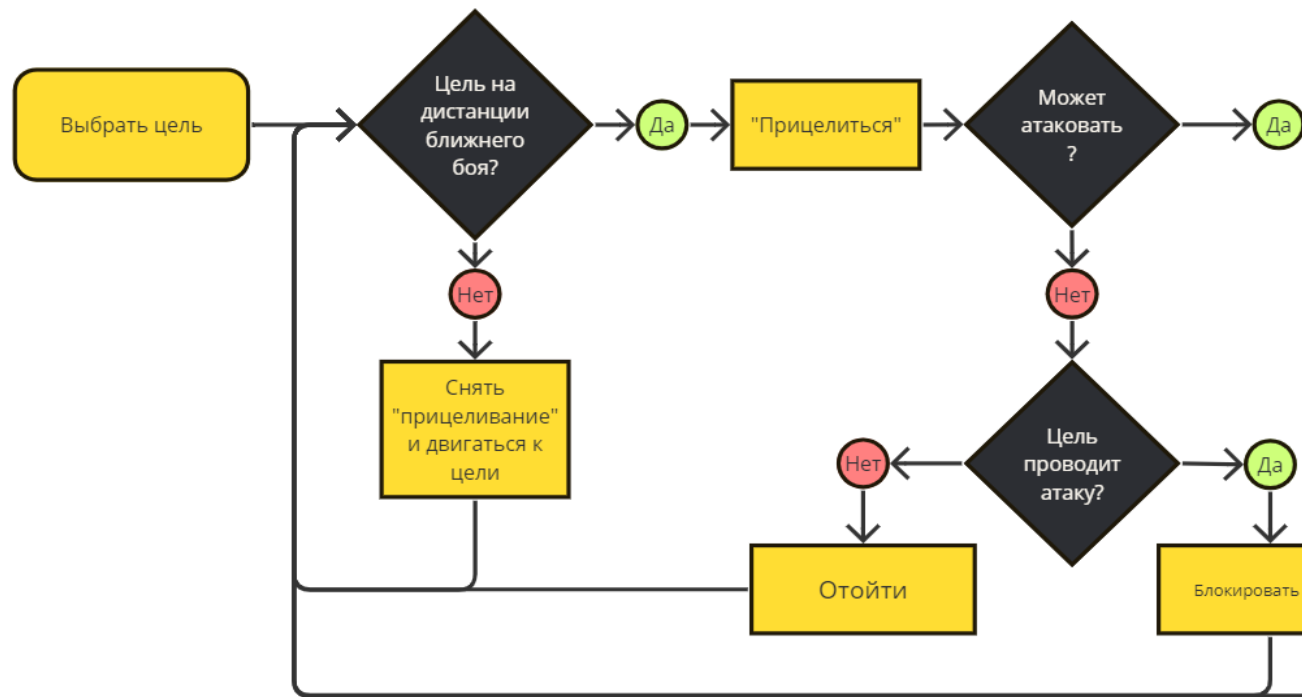 Выбрать цель
Цель на
дистанции
ближнего
боя?
Да
"Прицелиться"
Может
атаковать
?
Да
Нет
Нет
Снять
"прицеливание"
и двигаться к
цели
Цель
проводит
атаку?
Нет
Да
Отойти
Блокировать